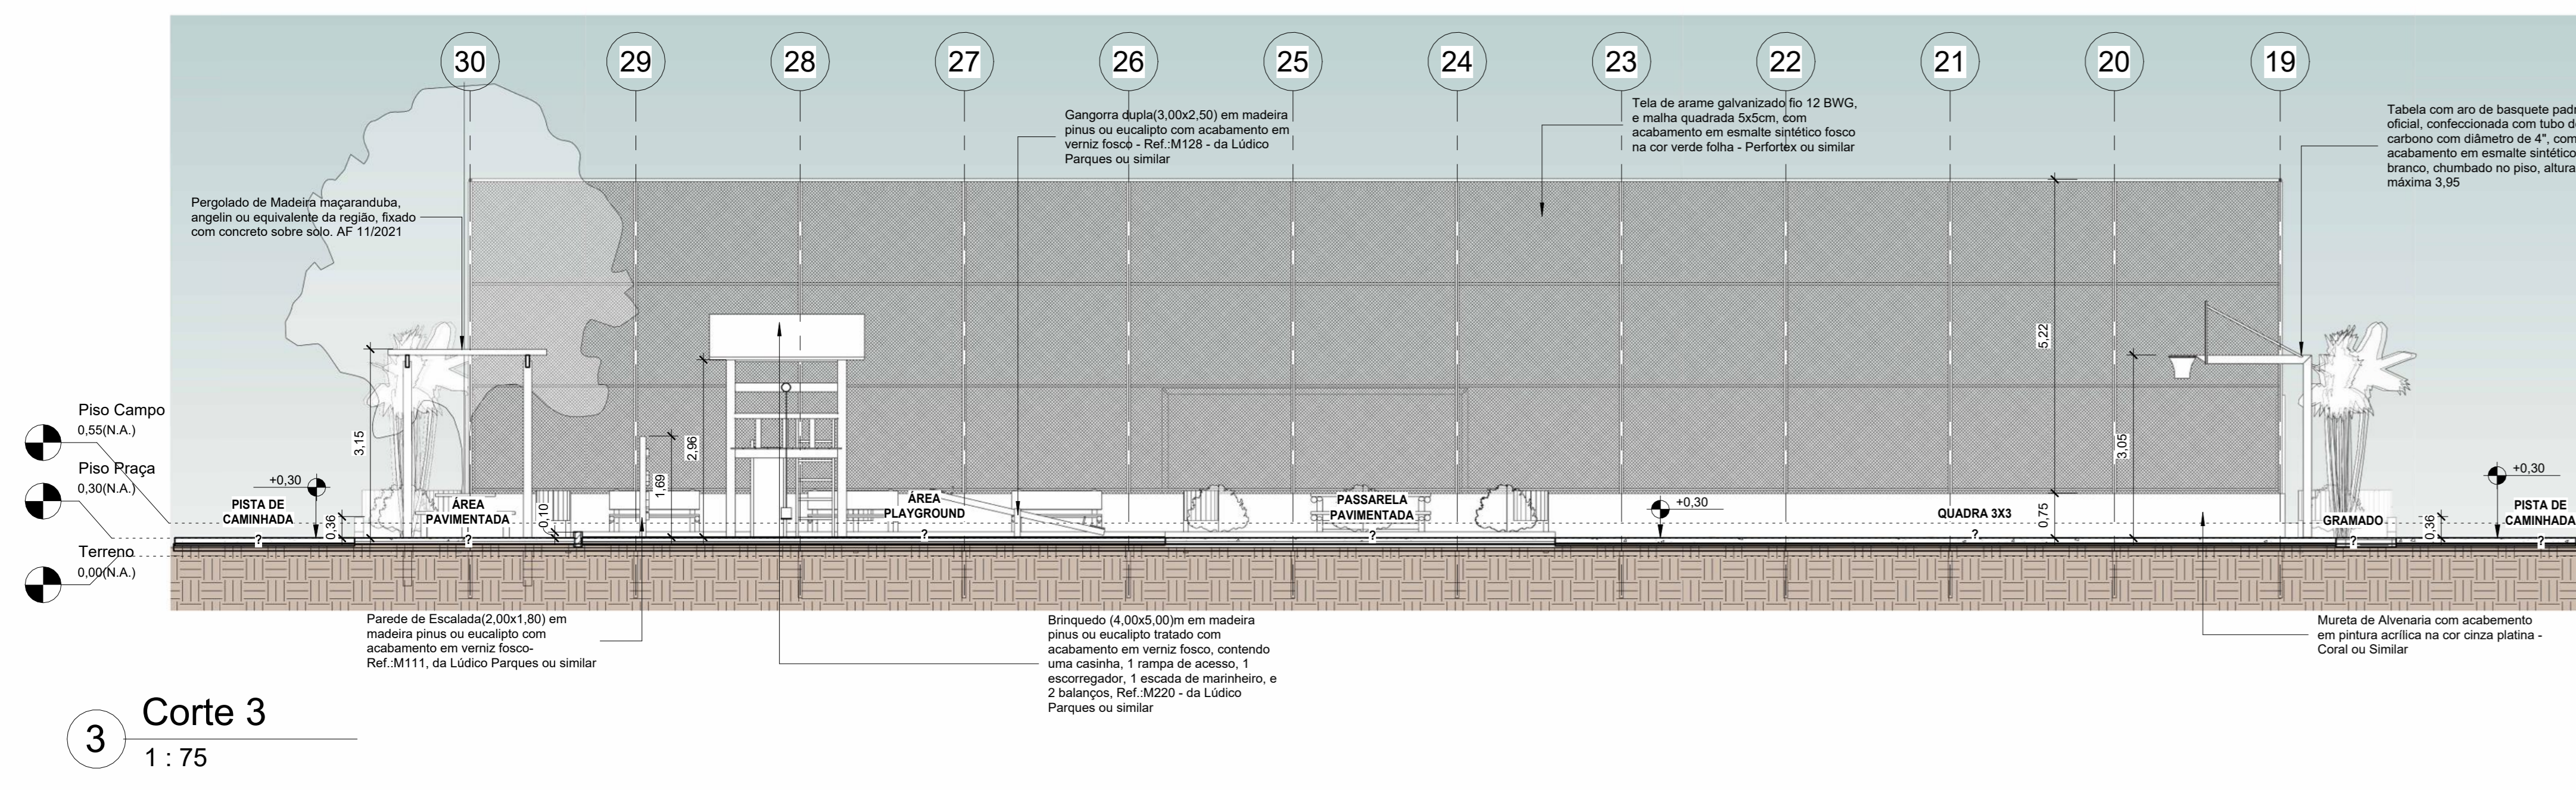 30
29
28
27
26
25
24
23
22
21
20
19
Gangorra dupla(3,00x2,50) em madeira
pinus ou eucalipto com acabamento em
verniz fosco - Ref.:M128 - da Lúdico
Parques ou similar
Tela de arame galvanizado fio 12 BWG,
e malha quadrada 5x5cm, com
acabamento em esmalte sintético fosco
na cor verde folha - Perfortex ou similar
Tabela com aro de basquete padr
oficial, confeccionada com tubo d
carbono com diâmetro de 4", com
acabamento em esmalte sintético
branco, chumbado no piso, altura
máxima 3,95
Pergolado de Madeira maçaranduba,
angelin ou equivalente da região, fixado
com concreto sobre solo. AF 11/2021
5,22
3,15
2,96
1,69
3,05
0,75
0,36
0,10
0,36
Piso Campo
0,55(N.A.)
Piso Praça
0,30(N.A.)
Terreno
0,00(N.A.)
+0,30
+0,30
+0,30
PISTA DE
CAMINHADA
?
ÁREA
PAVIMENTADA
?
ÁREA
PLAYGROUND
?
PASSARELA
PAVIMENTADA
?
QUADRA 3X3
?
GRAMADO
?
PISTA DE
CAMINHADA
?
Parede de Escalada(2,00x1,80) em
madeira pinus ou eucalipto com
acabamento em verniz fosco-
Ref.:M111, da Lúdico Parques ou similar
Brinquedo (4,00x5,00)m em madeira
pinus ou eucalipto tratado com
acabamento em verniz fosco, contendo
uma casinha, 1 rampa de acesso, 1
escorregador, 1 escada de marinheiro, e
2 balanços, Ref.:M220 - da Lúdico
Parques ou similar
Mureta de Alvenaria com acabemento
em pintura acrílica na cor cinza platina -
Coral ou Similar
3
Corte 3
1 : 75